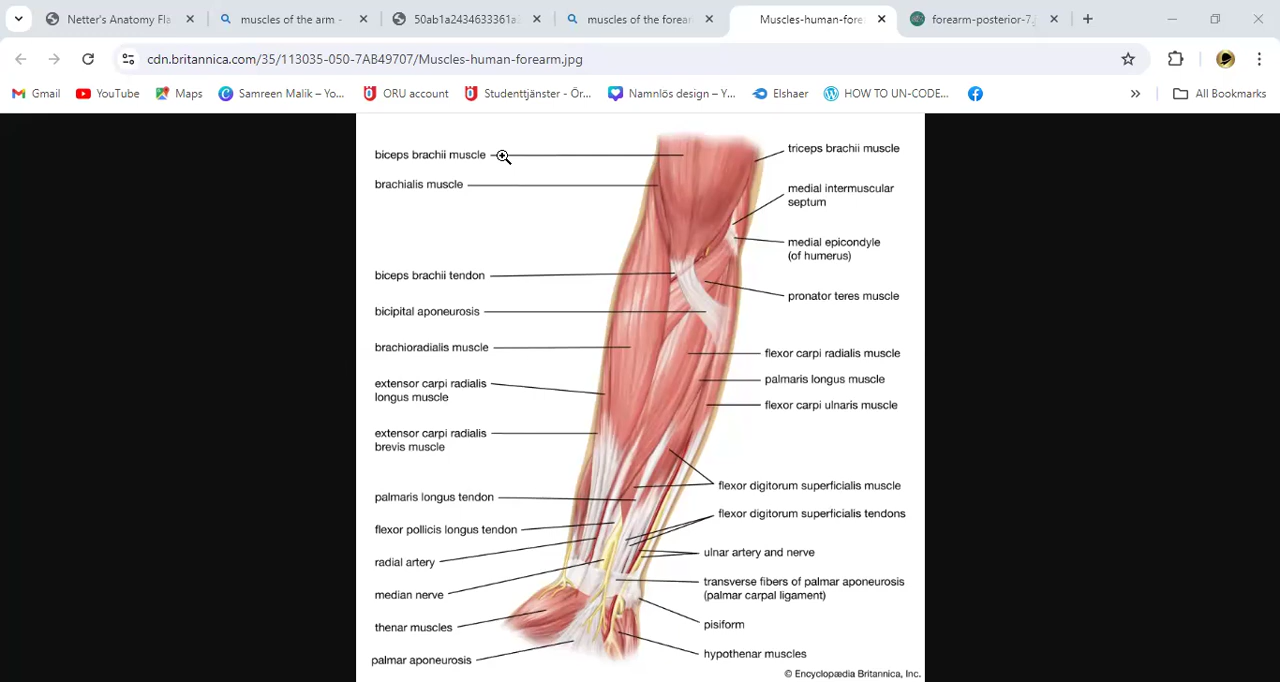 Netter's Anatomy Fla
muscles of the arm -
50ab1a2434633361a
muscles of the forear
Muscles-human-fore
forearm-posterior-7
cdn.britannica.com/35/113035-050-7AB49707/Muscles-human-forearm.jpg
Gmail
YouTube
Maps
Samreen Malik – Yo...
ORU account
Studenttjänster - Ör...
Namnlös design – Y...
Elshaer
HOW TO UN-CODE...
All Bookmarks
biceps brachii muscle
brachialis muscle
biceps brachii tendon
bicipital aponeurosis
brachioradialis muscle
extensor carpi radialis
longus muscle
extensor carpi radialis
brevis muscle
palmaris longus tendon
flexor pollicis longus tendon
radial artery
median nerve
thenar muscles
palmar aponeurosis
triceps brachii muscle
medial intermuscular
septum
medial epicondyle
(of humerus)
pronator teres muscle
flexor carpi radialis muscle
palmaris longus muscle
flexor carpi ulnaris muscle
flexor digitorum superficialis muscle
flexor digitorum superficialis tendons
ulnar artery and nerve
transverse fibers of palmar aponeurosis
(palmar carpal ligament)
pisiform
hypothenar muscles
© Encyclopædia Britannica, Inc.